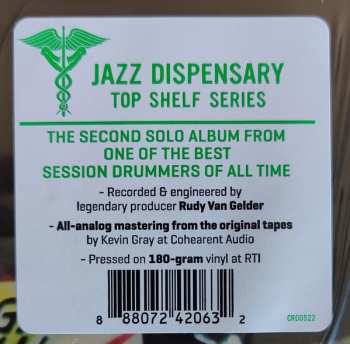 JAZZ DISPENSARY
TOP SHELF SERIES
THE SECOND SOLO ALBUM FROM
ONE OF THE BEST
SESSION DRUMMERS OF ALL TIME
- Recorded & engineered by
legendary producer Rudy Van Gelder
- All-analog mastering from the original tapes
by Kevin Gray at Cohearent Audio
- Pressed on 180-gram vinyl at RTI
8 88072 42063 2
CR00522